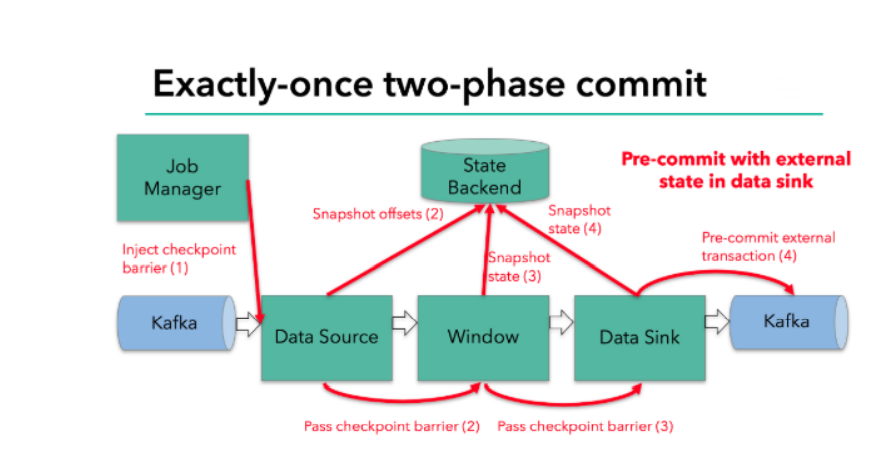 Exactly-once two-phase commit
Job
Manager
State
Backend
Pre-commit with external
state in data sink
Snapshot offsets (2)
Snapshot
state (4)
Pre-commit external
transaction (4)
Inject checkpoint
barrier (1)
Snapshot
state (3)
Kafka
Data Source
Window
Data Sink
Kafka
Pass checkpoint barrier (2)
Pass checkpoint barrier (3)